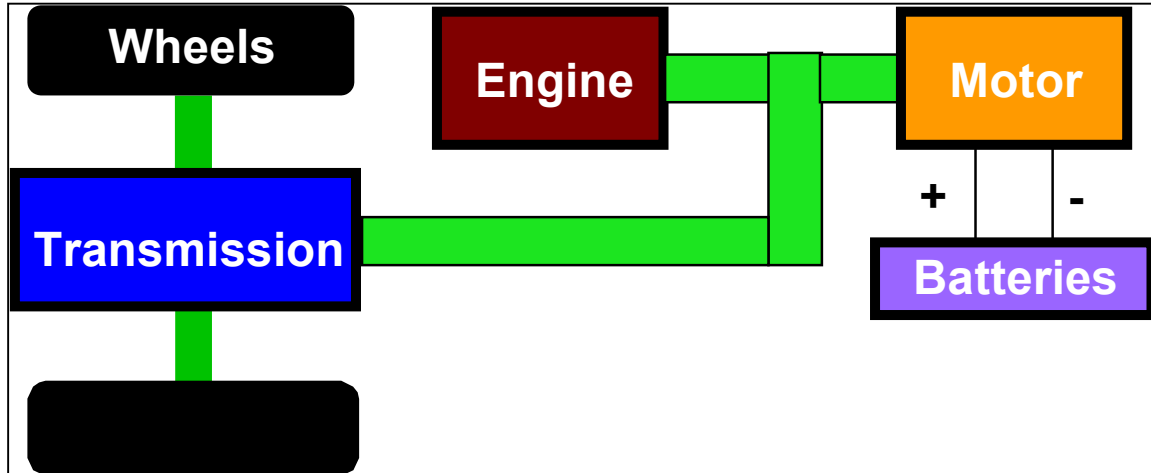 Wheels
Engine
Motor
Transmission
+ -
Batteries